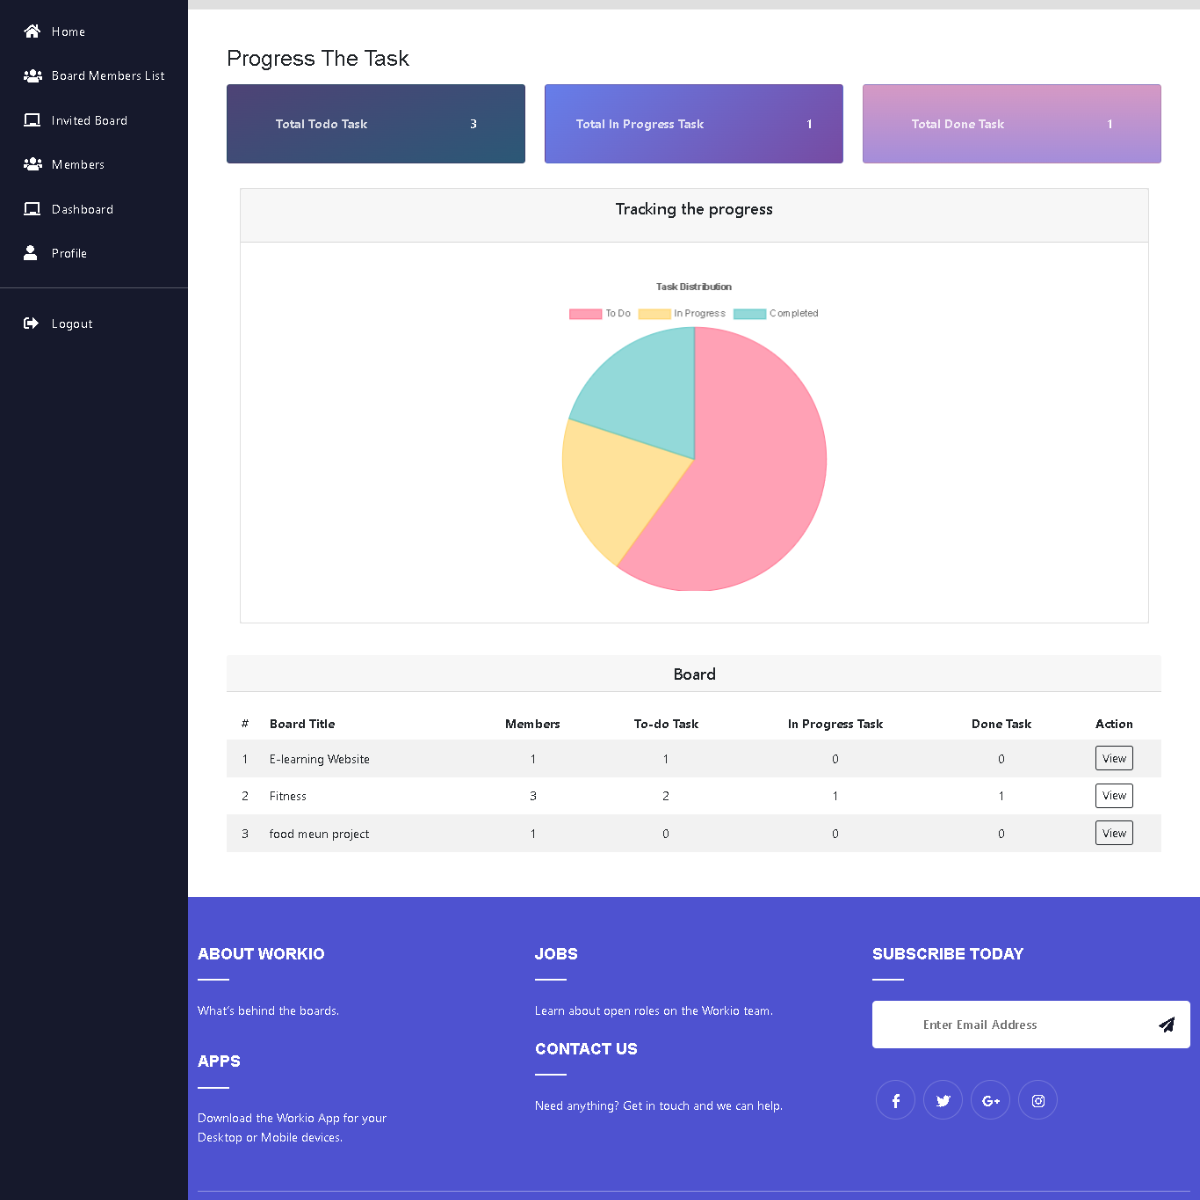 Home
Board Members List
Invited Board
Members
Dashboard
Profile
Logout
Progress The Task
Total Todo Task 3
Total In Progress Task 1
Total Done Task 1
Tracking the progress
Task Distribution
To Do In Progress Completed
Board
# Board Title Members To-do Task In Progress Task Done Task Action
1 E-learning Website 1 1 0 0 View
2 Fitness 3 2 1 1 View
3 food meun project 1 0 0 0 View
ABOUT WORKIO
What's behind the boards.
APPS
Download the Workio App for your
Desktop or Mobile devices.
JOBS
Learn about open roles on the Workio team.
CONTACT US
Need anything? Get in touch and we can help.
SUBSCRIBE TODAY
Enter Email Address